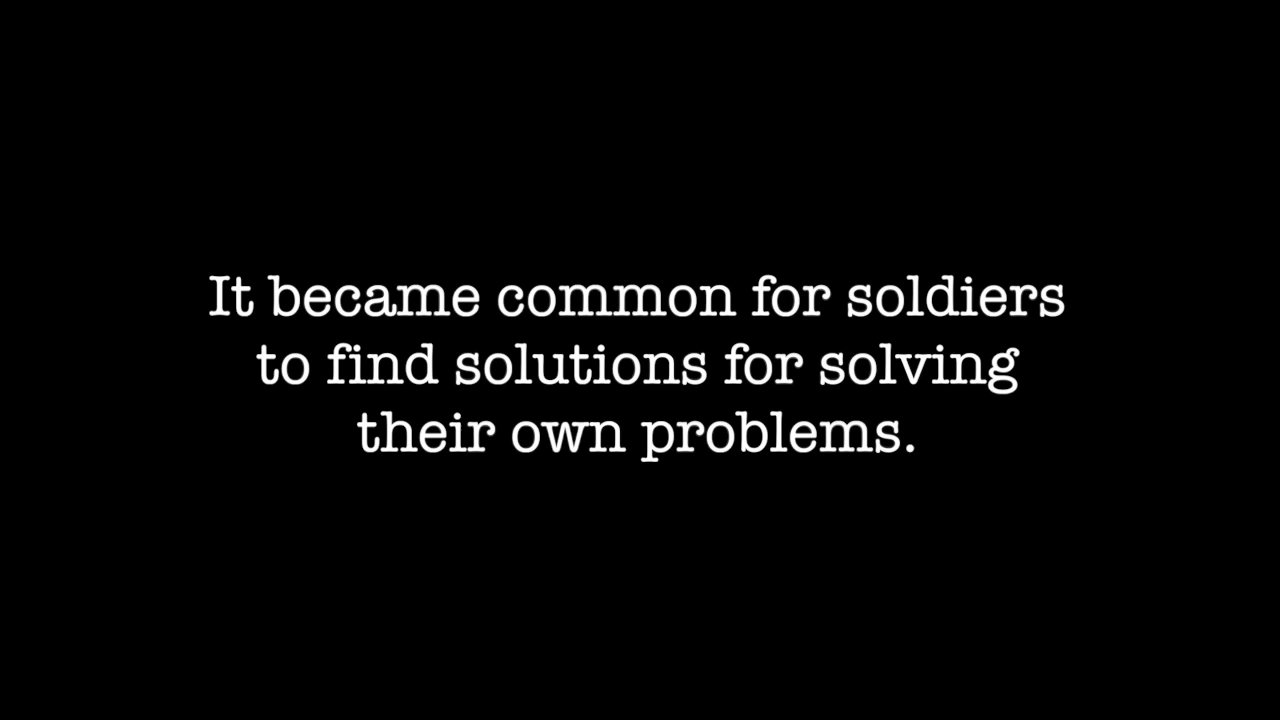 It became common for soldiers
to find solutions for solving
their own problems.